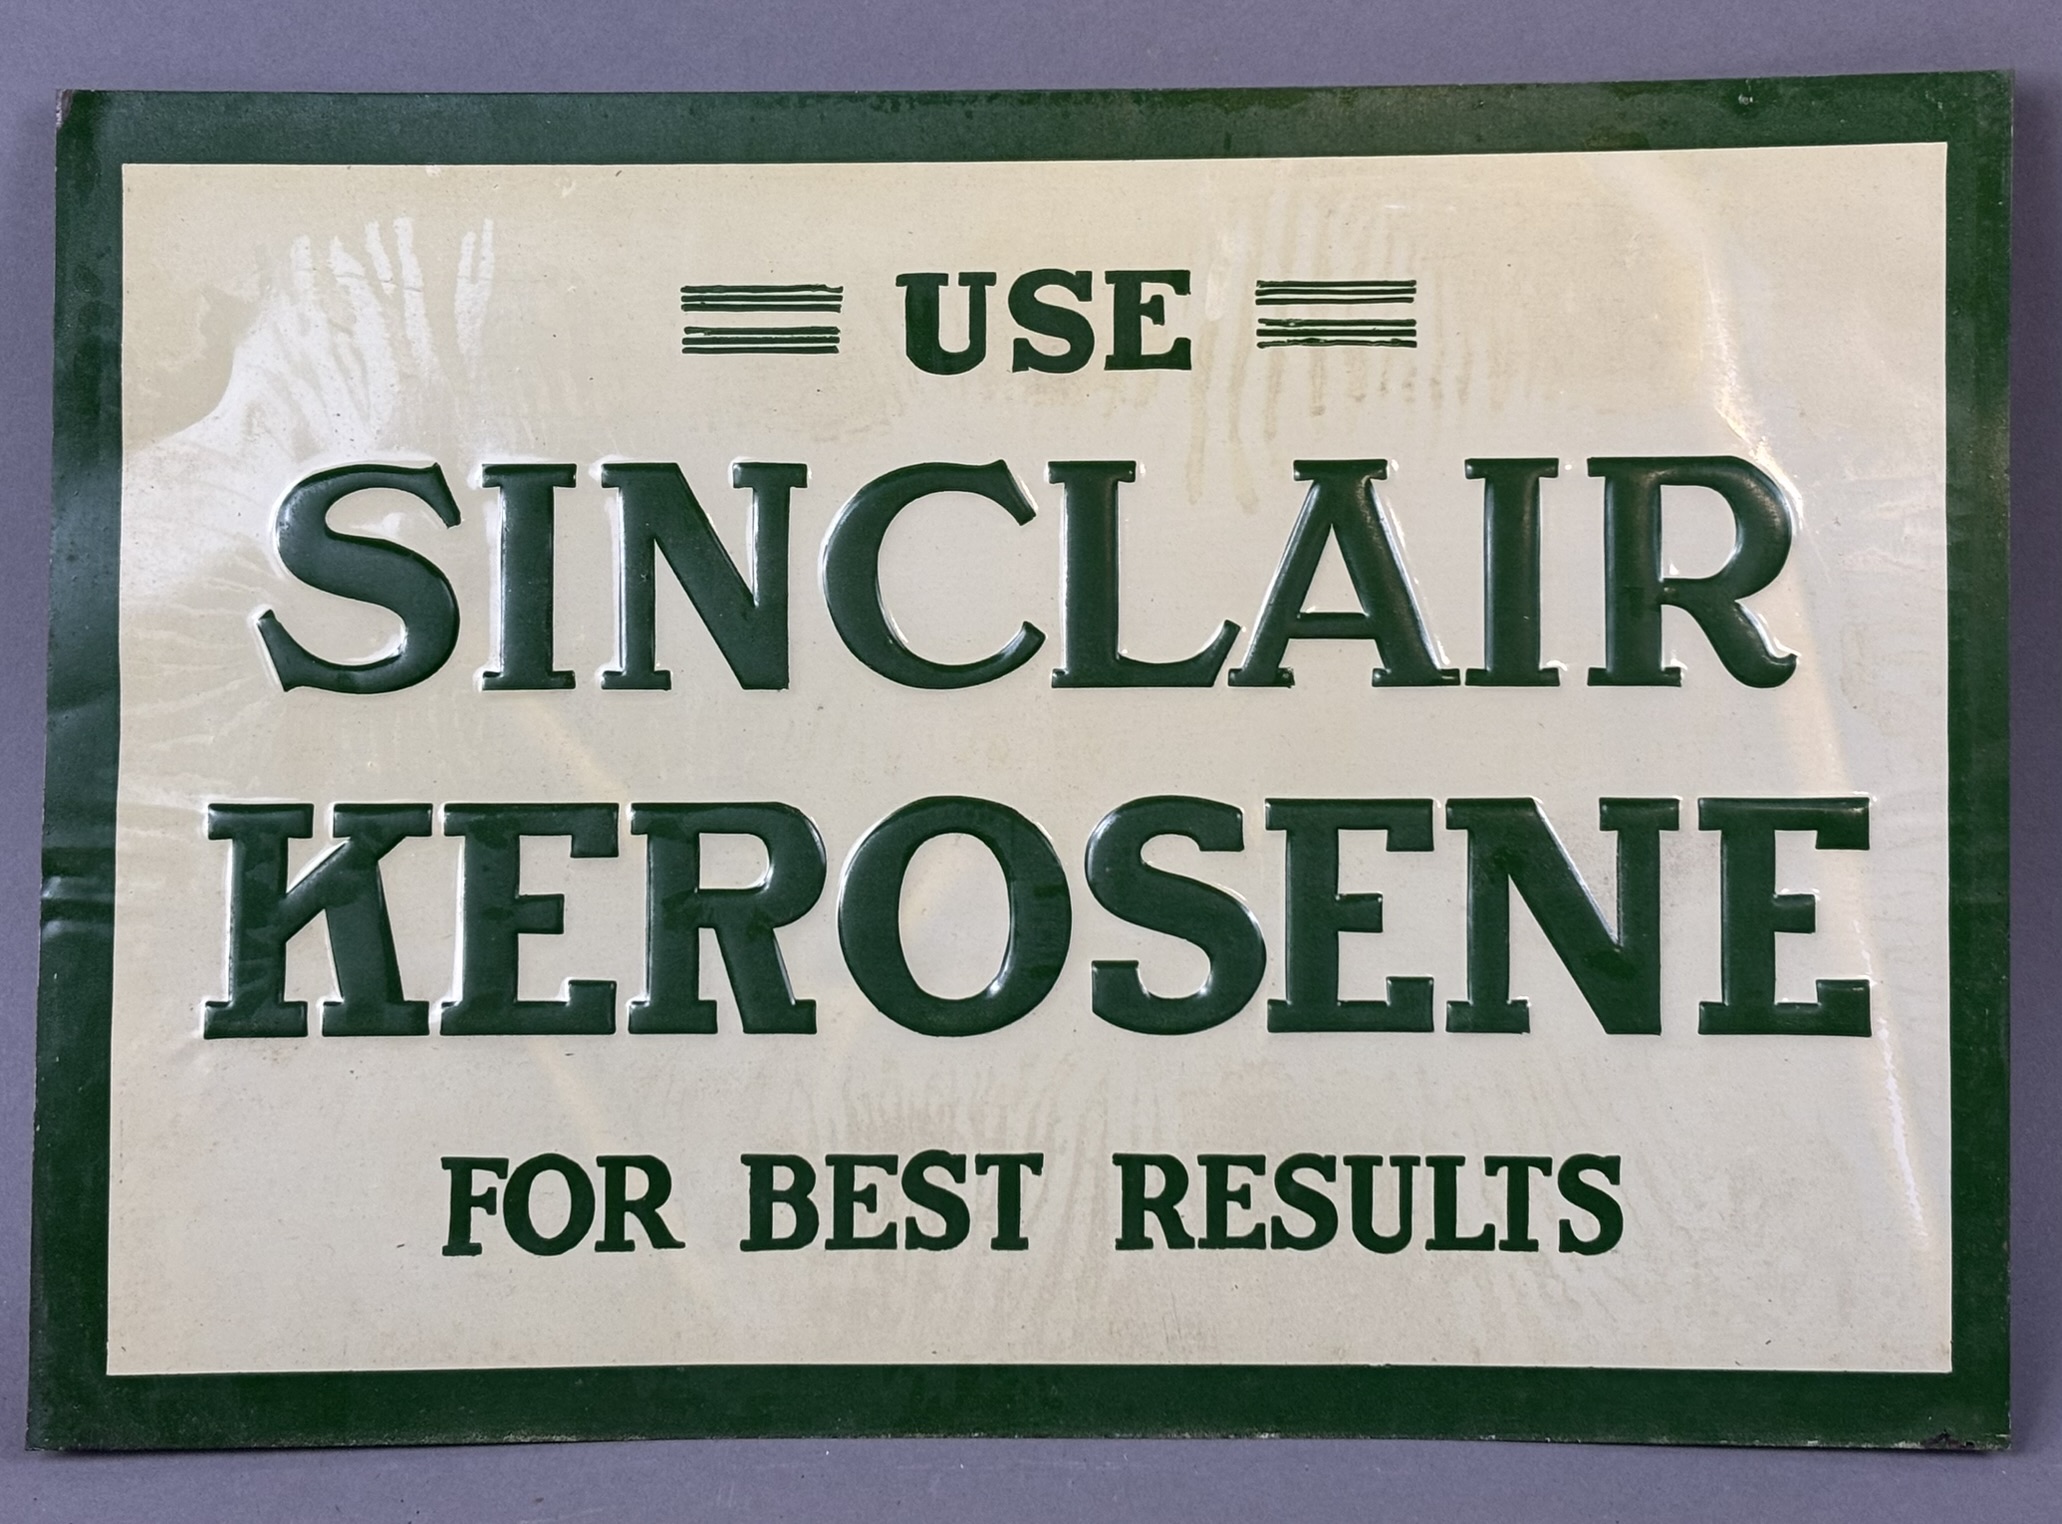 USE
SINCLAIR
KEROSENE
FOR BEST RESULTS